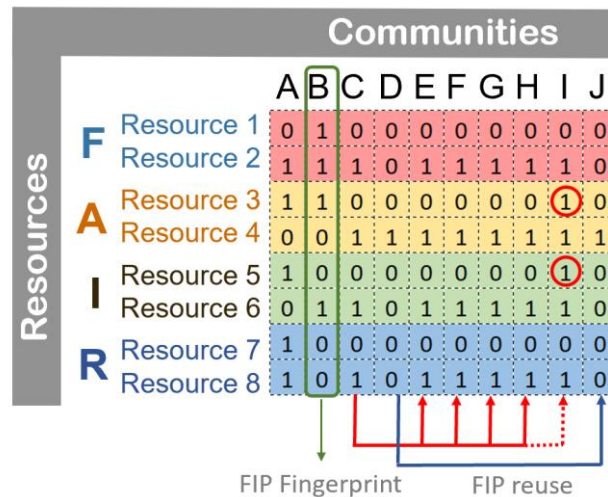 Communities
A B C D E F G H I J
Resources
F
Resource 1 0 1 0 0 0 0 0 0 0 0
Resource 2 1 1 1 0 1 1 1 1 1 0
A
Resource 3 1 1 0 0 0 0 0 0 1 0
Resource 4 0 0 1 1 1 1 1 1 1 1
I
Resource 5 1 0 0 0 0 0 0 0 1 0
Resource 6 0 1 1 0 1 1 1 1 1 0
R
Resource 7 1 0 0 0 0 0 0 0 0 0
Resource 8 1 0 1 0 1 1 1 1 1 0
FIP Fingerprint
FIP reuse